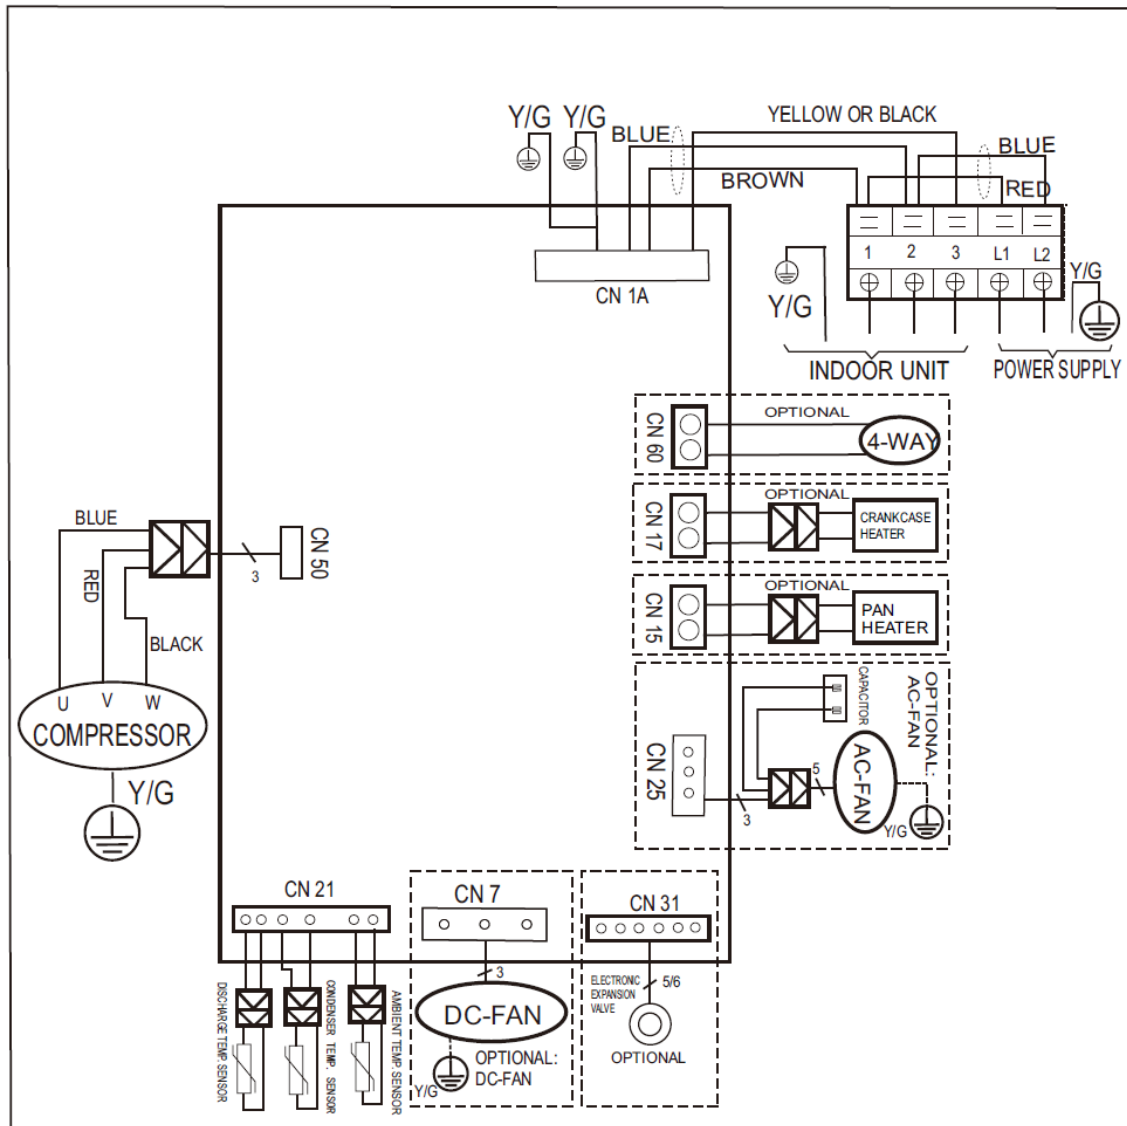 YELLOW OR BLACK
Y/G
Y/G
BLUE
BLUE
BROWN
RED
1
2
3
L1
L2
Y/G
Y/G
CN 1A
INDOOR UNIT
POWER SUPPLY
OPTIONAL
CN 60
4-WAY
OPTIONAL
CN 17
CRANKCASE
HEATER
BLUE
RED
BLACK
3
CN 50
OPTIONAL
CN 15
PAN
HEATER
U
V
W
COMPRESSOR
Y/G
OPTIONAL:
AC-FAN
CAPACITOR
CN 25
3
5
AC-FAN
Y/G
CN 21
CN 7
CN 31
DISCHARGE TEMP. SENSOR
CONDENSER TEMP. SENSOR
AMBIENT TEMP. SENSOR
3
DC-FAN
Y/G
OPTIONAL:
DC-FAN
ELECTRONIC
EXPANSION
VALVE
5/6
OPTIONAL